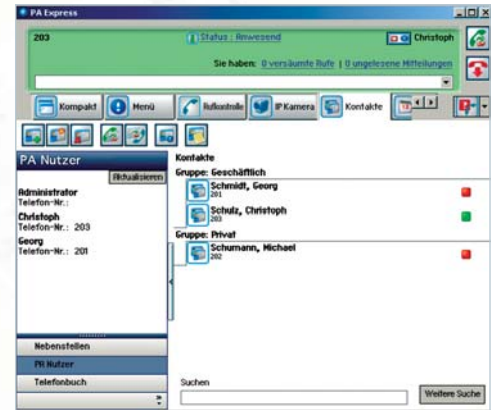 PA Express
203 Status : Anwesend Christoph
Sie haben: 0 versäumte Rufe | 0 ungelesene Mitteilungen
Kompakt Menü Rufkontrolle IP Kamera Kontakte
PA Nutzer
Aktualisieren
Administrator
Telefon-Nr.:
Christoph
Telefon-Nr.: 203
Georg
Telefon-Nr.: 201
Nebenstellen
PA Nutzer
Telefonbuch
Kontakte
Gruppe: Geschäftlich
Schmidt, Georg
201
Schulz, Christoph
203
Gruppe: Privat
Schumann, Michael
202
Suchen
Weitere Suche